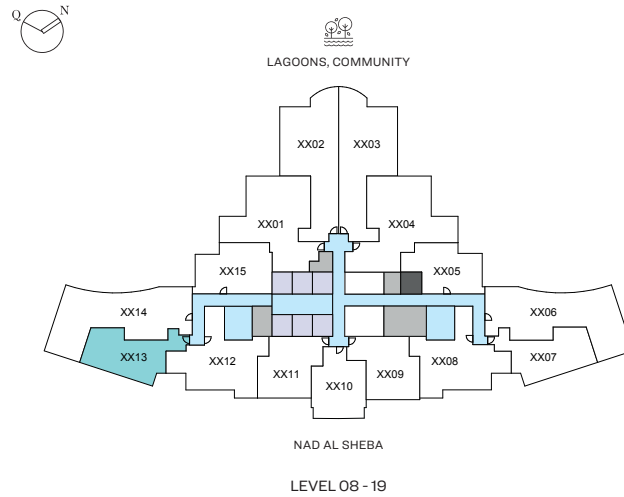 Q N
LAGOONS, COMMUNITY
XX02 XX03
XX01 XX04
XX15 XX05
XX14 XX06
XX13 XX12 XX08 XX07
XX11 XX10 XX09
NAD AL SHEBA
LEVEL 08 - 19